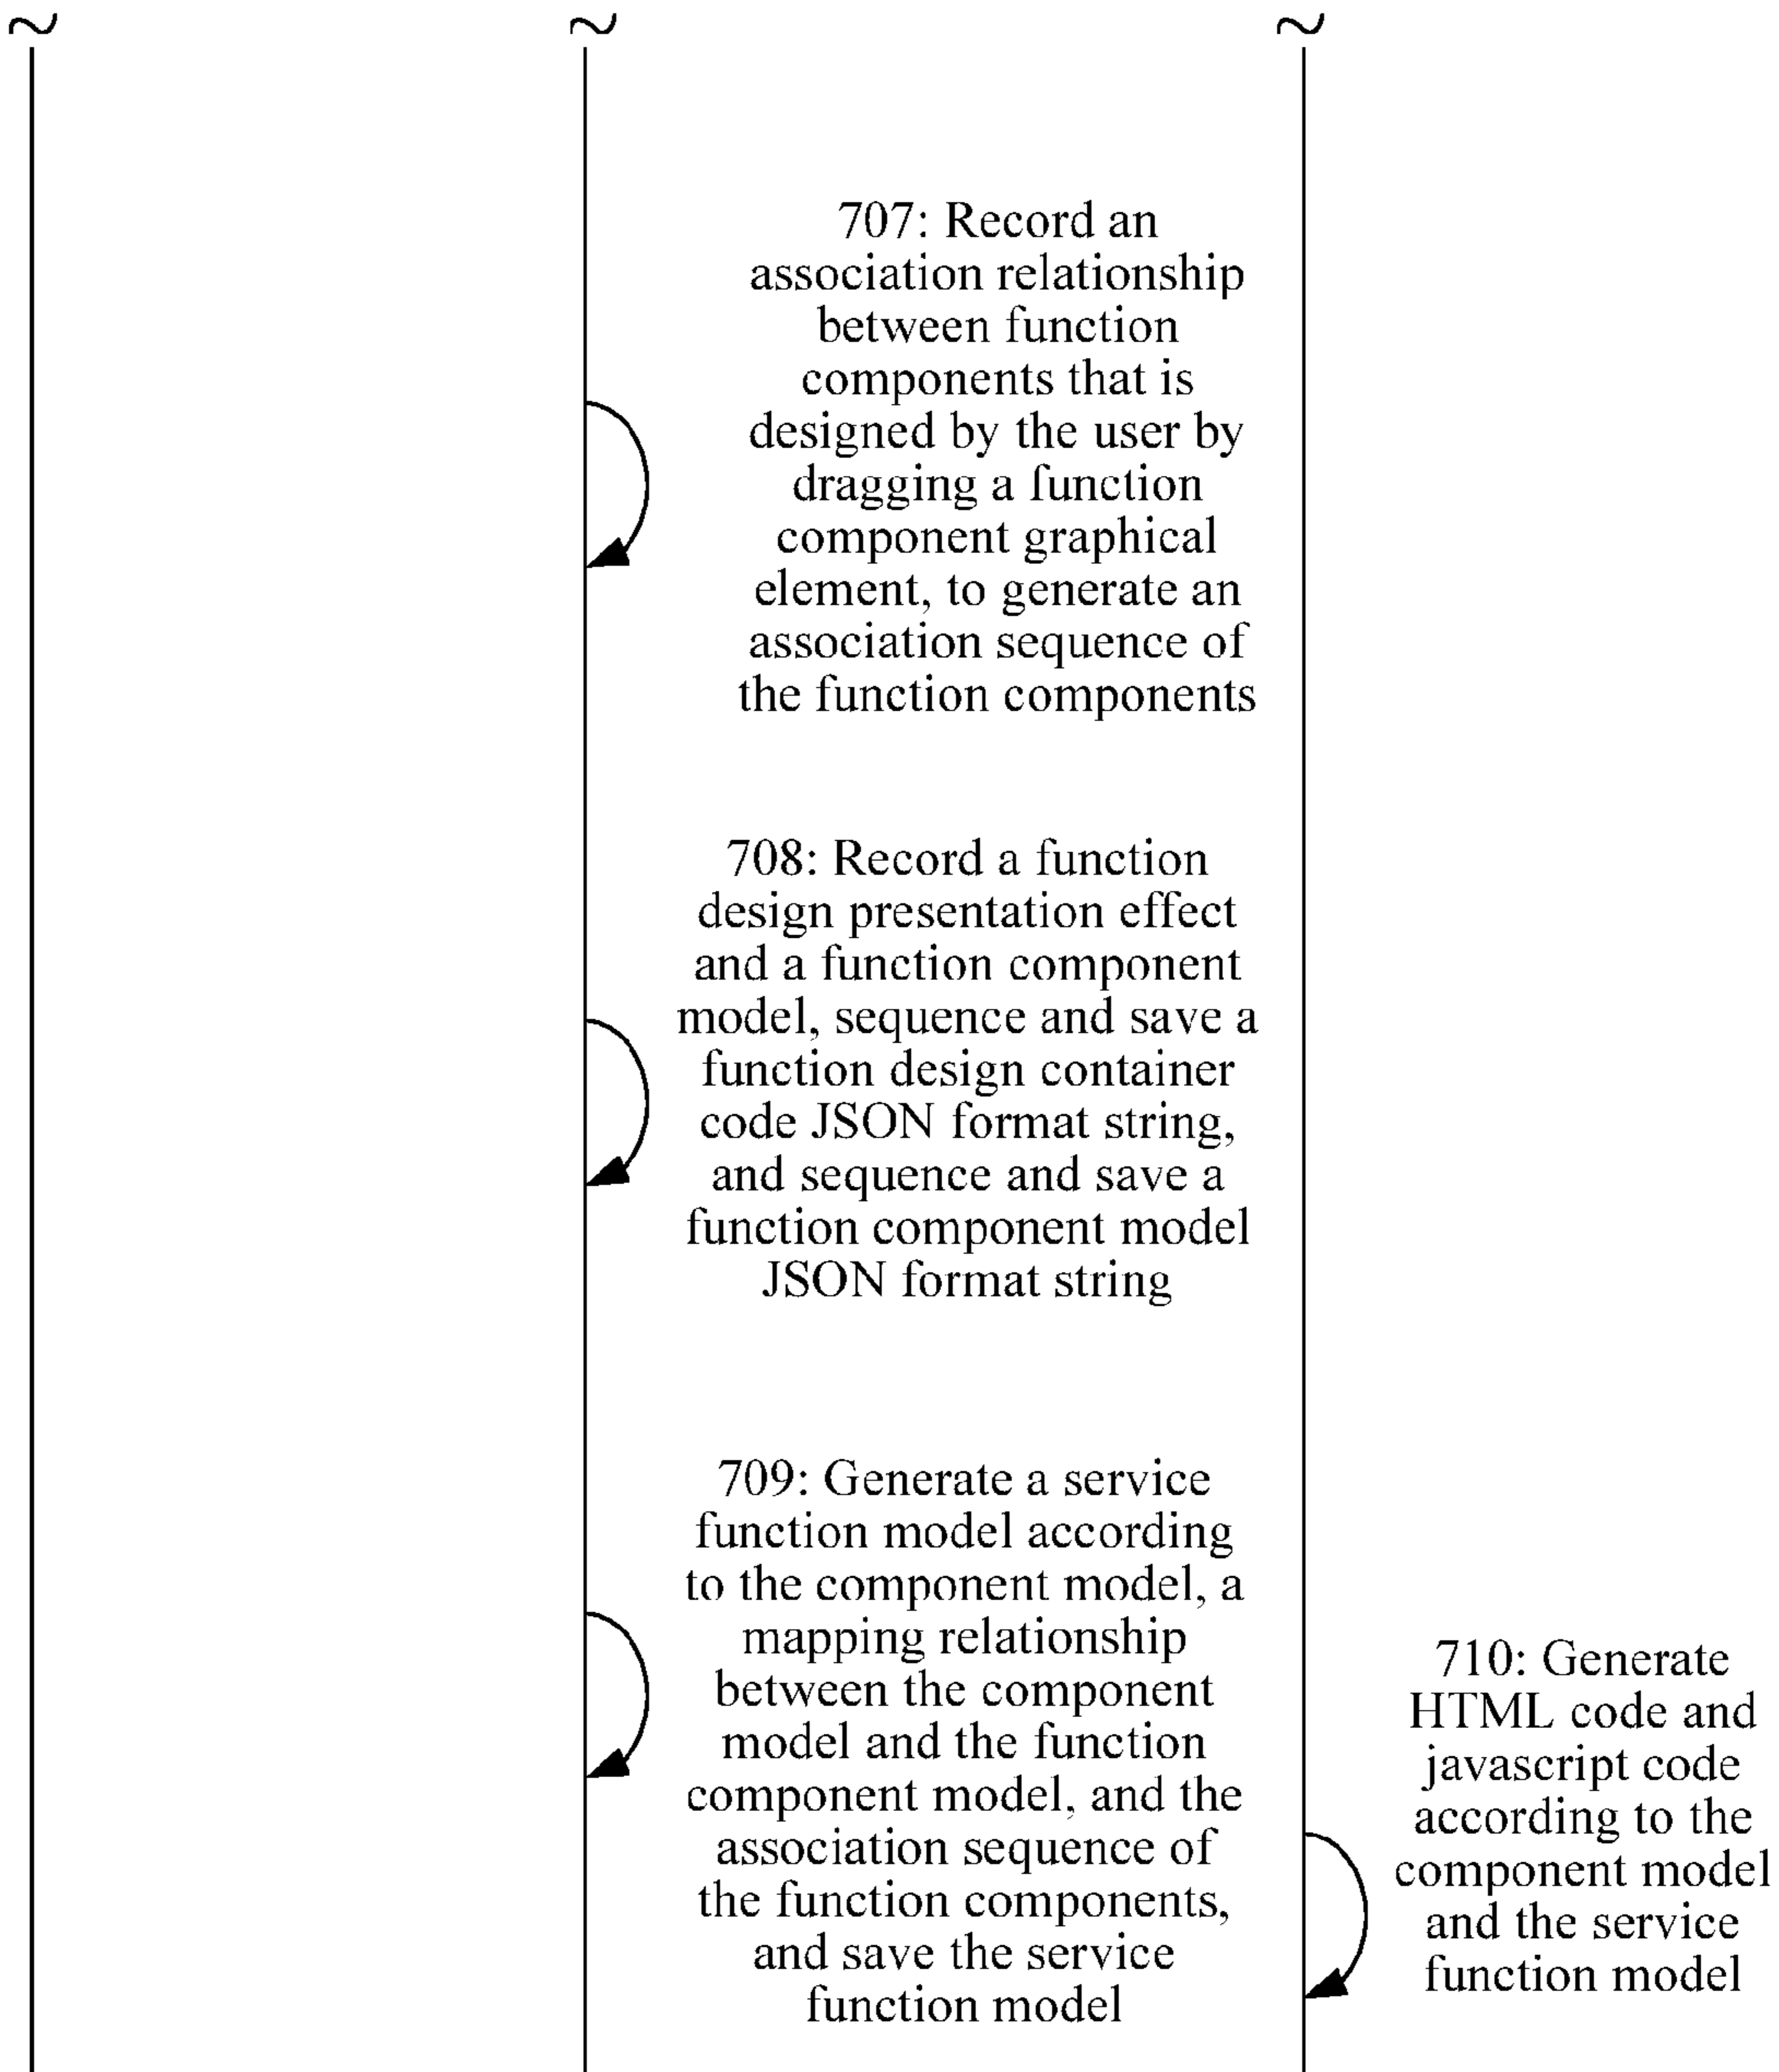 707: Record an
association relationship
between function
components that is
designed by the user by
dragging a function
component graphical
element, to generate an
association sequence of
the function components
708: Record a function
design presentation effect
and a function component
model, sequence and save a
function design container
code JSON format string,
and sequence and save a
function component model
JSON format string
709: Generate a service
function model according
to the component model, a
mapping relationship
between the component
model and the function
component model, and the
association sequence of
the function components,
and save the service
function model
710: Generate
HTML code and
javascript code
according to the
component model
and the service
function model